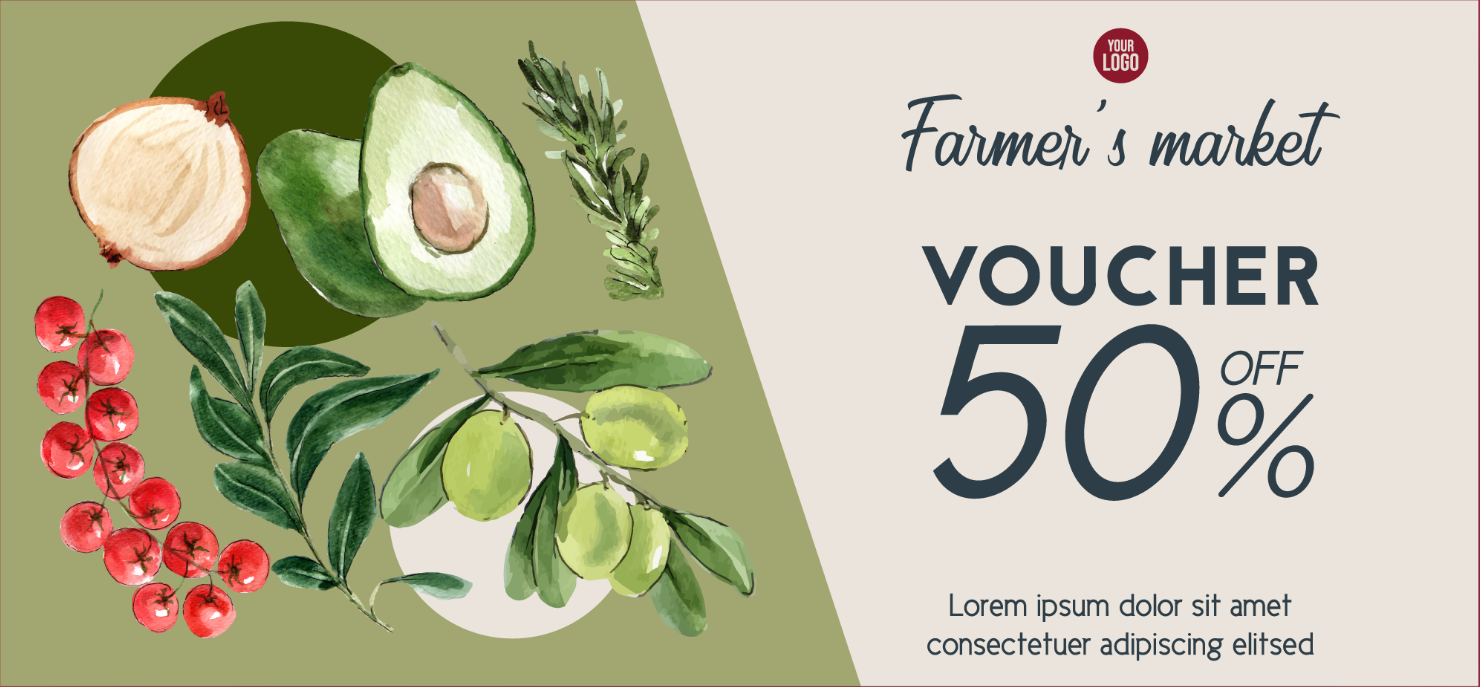 YOUR
LOGO
Farmer's market
VOUCHER
50 OFF %
Lorem ipsum dolor sit amet
consectetuer adipiscing elitsed